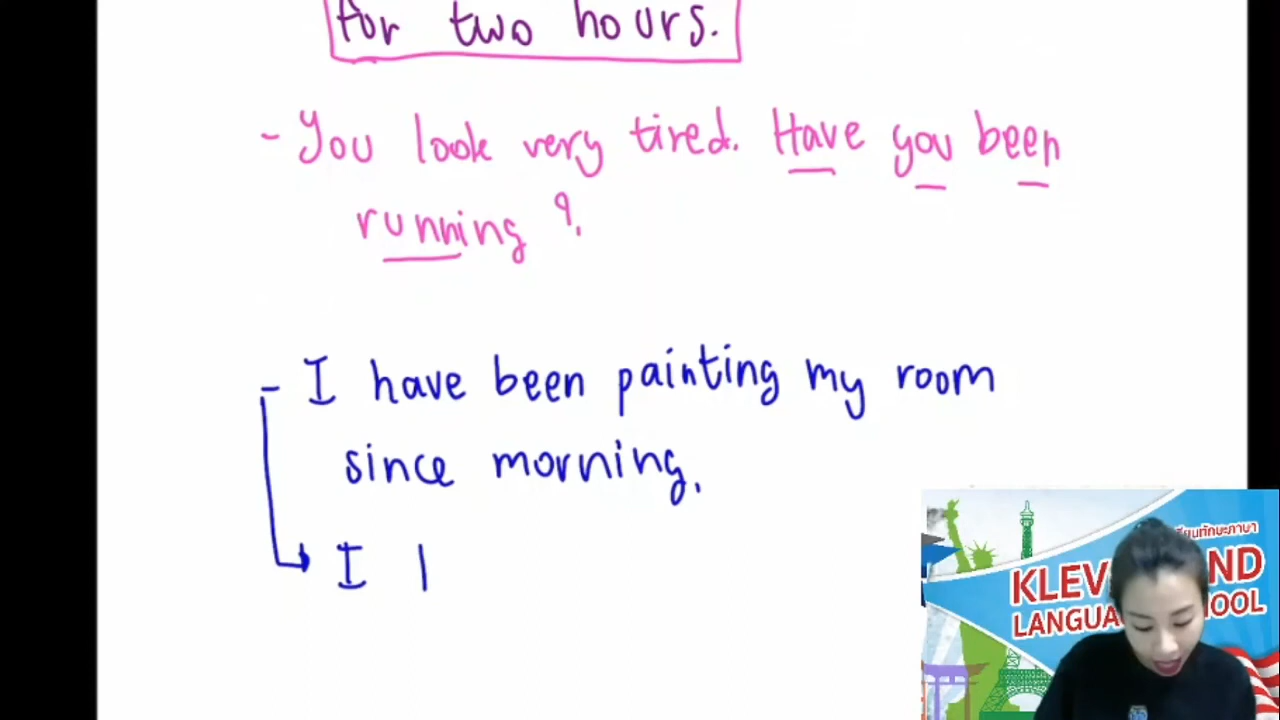 for two hours.
- You look very tired. Have you been
running ?
- I have been painting my room
since morning.
I
KLEV ND
LANGUA OOL